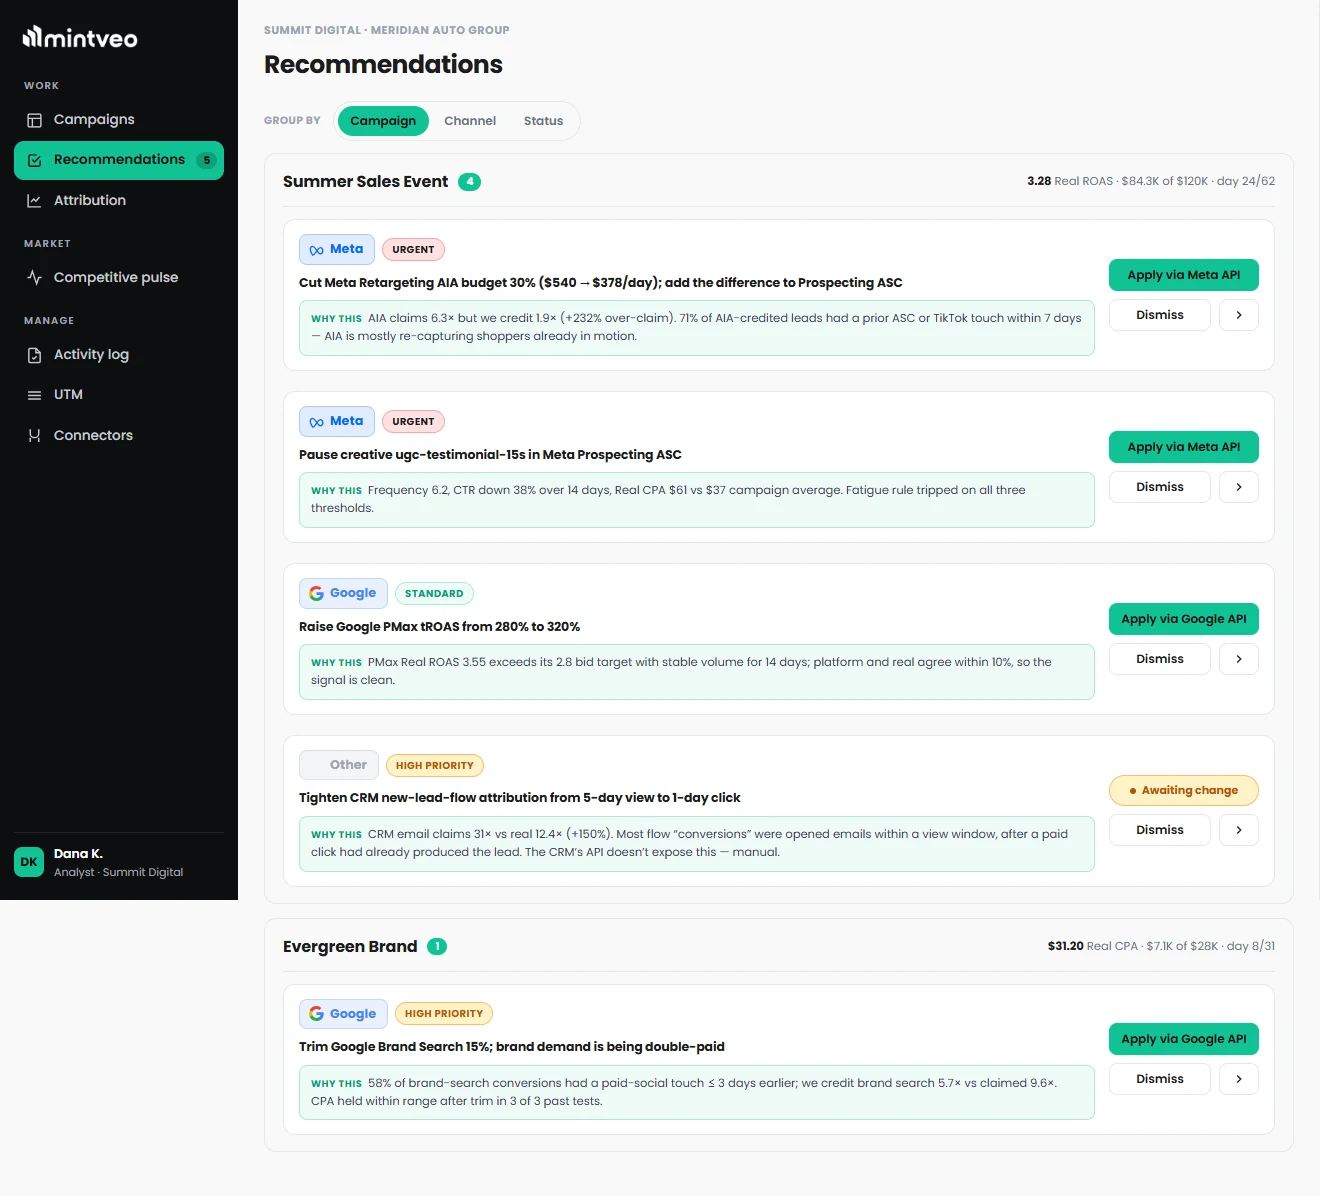 mintveo
WORK
Campaigns
Recommendations 5
Attribution
MARKET
Competitive pulse
MANAGE
Activity log
UTM
Connectors
DK
Dana K.
Analyst · Summit Digital
SUMMIT DIGITAL · MERIDIAN AUTO GROUP
Recommendations
GROUP BY Campaign Channel Status
Summer Sales Event 4
3.28 Real ROAS · $84.3K of $120K · day 24/62
Meta URGENT
Cut Meta Retargeting AIA budget 30% ($540 → $378/day); add the difference to Prospecting ASC
WHY THIS AIA claims 6.3× but we credit 1.9× (+232% over-claim). 71% of AIA-credited leads had a prior ASC or TikTok touch within 7 days
— AIA is mostly re-capturing shoppers already in motion.
Apply via Meta API
Dismiss
Meta URGENT
Pause creative ugc-testimonial-15s in Meta Prospecting ASC
WHY THIS Frequency 6.2, CTR down 38% over 14 days, Real CPA $61 vs $37 campaign average. Fatigue rule tripped on all three
thresholds.
Apply via Meta API
Dismiss
Google STANDARD
Raise Google PMax tROAS from 280% to 320%
WHY THIS PMax Real ROAS 3.55 exceeds its 2.8 bid target with stable volume for 14 days; platform and real agree within 10%, so the
signal is clean.
Apply via Google API
Dismiss
Other HIGH PRIORITY
Tighten CRM new-lead-flow attribution from 5-day view to 1-day click
WHY THIS CRM email claims 31× vs real 12.4× (+150%). Most flow “conversions” were opened emails within a view window, after a paid
click had already produced the lead. The CRM’s API doesn’t expose this — manual.
Awaiting change
Dismiss
Evergreen Brand 1
$31.20 Real CPA · $7.1K of $28K · day 8/31
Google HIGH PRIORITY
Trim Google Brand Search 15%; brand demand is being double-paid
WHY THIS 58% of brand-search conversions had a paid-social touch ≤ 3 days earlier; we credit brand search 5.7× vs claimed 9.6×.
CPA held within range after trim in 3 of 3 past tests.
Apply via Google API
Dismiss